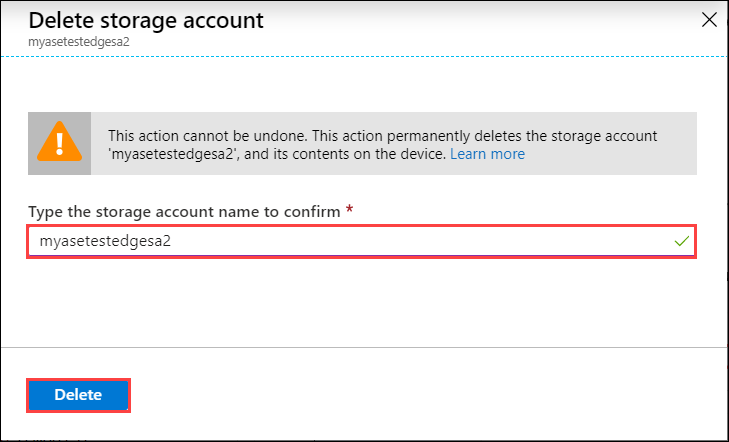 Delete storage account
myasetestedgesa2
This action cannot be undone. This action permanently deletes the storage account
'myasetestedgesa2', and its contents on the device. Learn more
Type the storage account name to confirm *
myasetestedgesa2
Delete